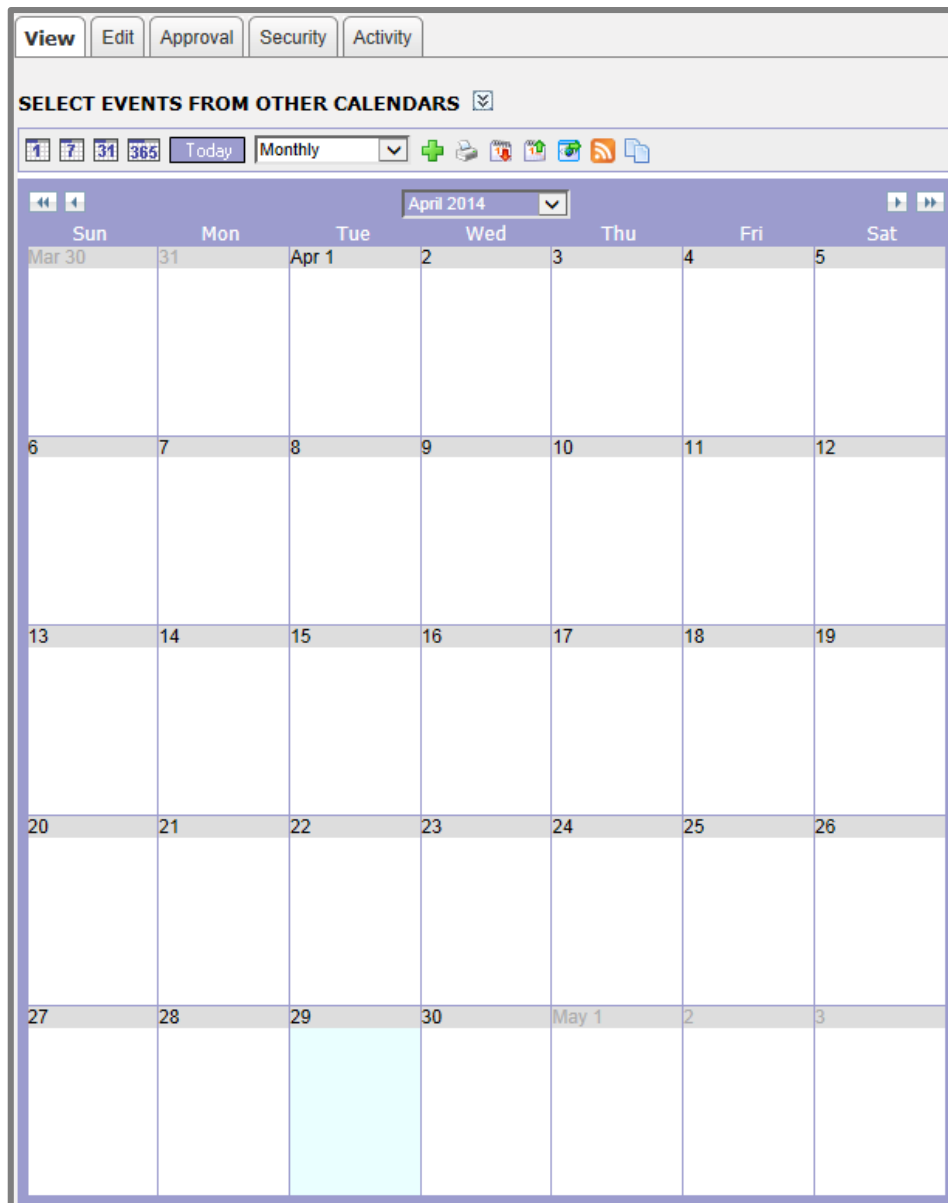 View Edit Approval Security Activity
SELECT EVENTS FROM OTHER CALENDARS
1 7 31 365 Today Monthly
April 2014
Sun Mon Tue Wed Thu Fri Sat
Mar 30 31 Apr 1 2 3 4 5
6 7 8 9 10 11 12
13 14 15 16 17 18 19
20 21 22 23 24 25 26
27 28 29 30 May 1 2 3